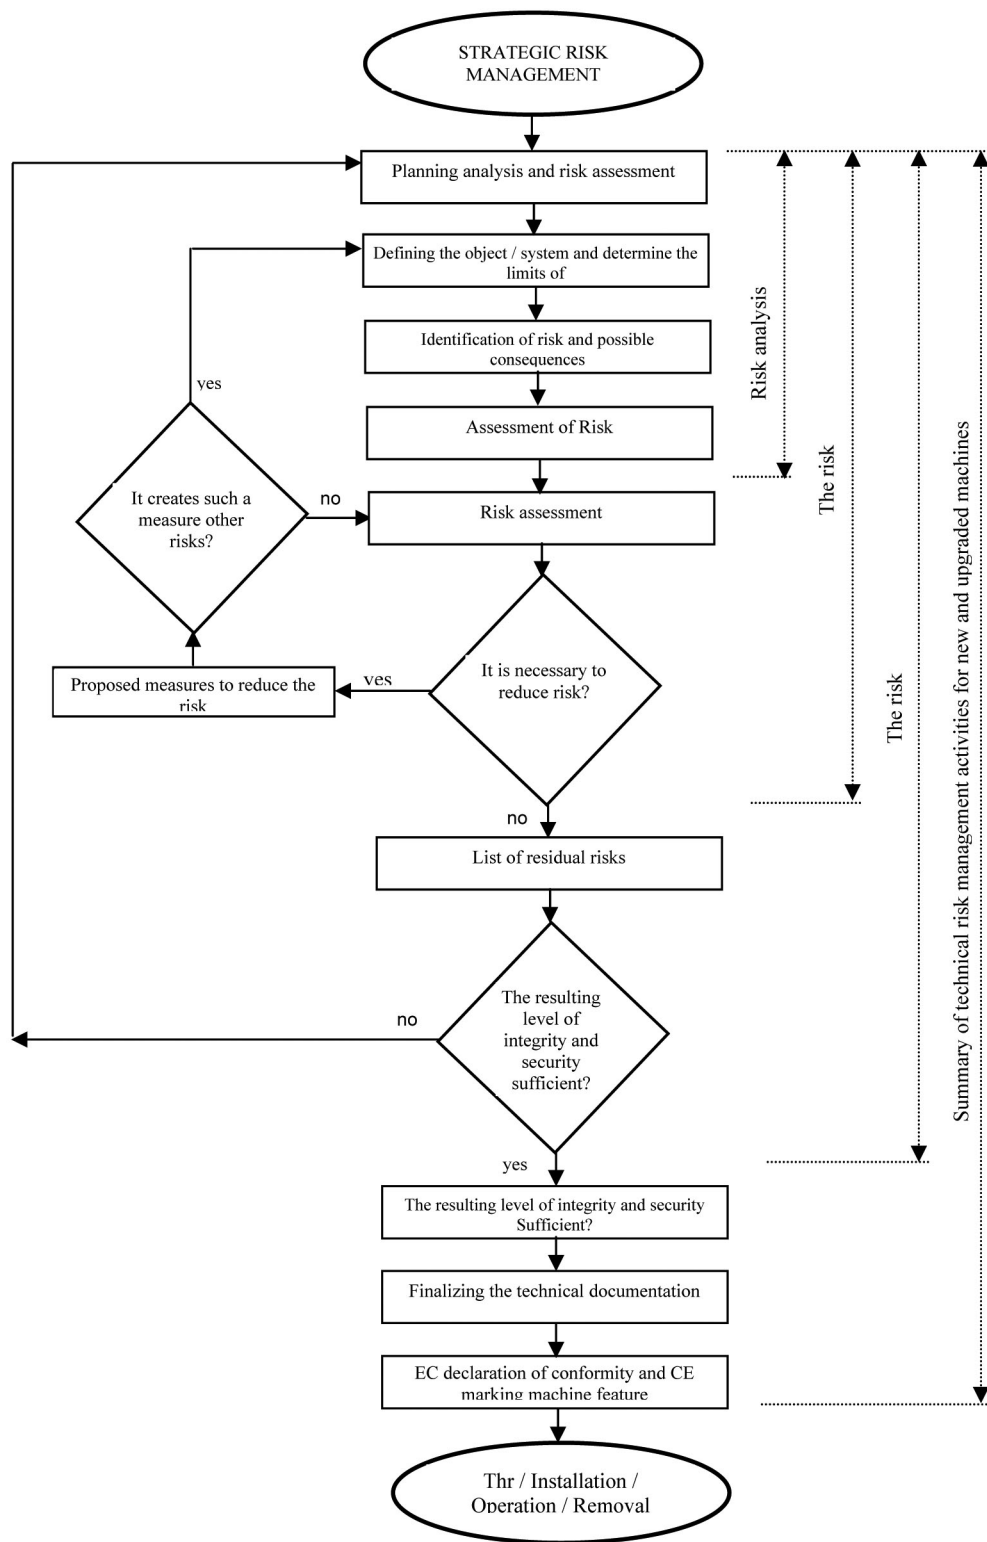 STRATEGIC RISK
MANAGEMENT
Planning analysis and risk assessment
Defining the object / system and determine the
limits of
Identification of risk and possible
consequences
yes
Assessment of Risk
It creates such a
measure other
risks?
no
Risk assessment
It is necessary to
reduce risk?
yes
Proposed measures to reduce the
risk
no
List of residual risks
The resulting
level of
integrity and
security
sufficient?
no
yes
The resulting level of integrity and security
Sufficient?
Finalizing the technical documentation
EC declaration of conformity and CE
marking machine feature
Thr / Installation /
Operation / Removal
Risk analysis
The risk
The risk
Summary of technical risk management activities for new and upgraded machines